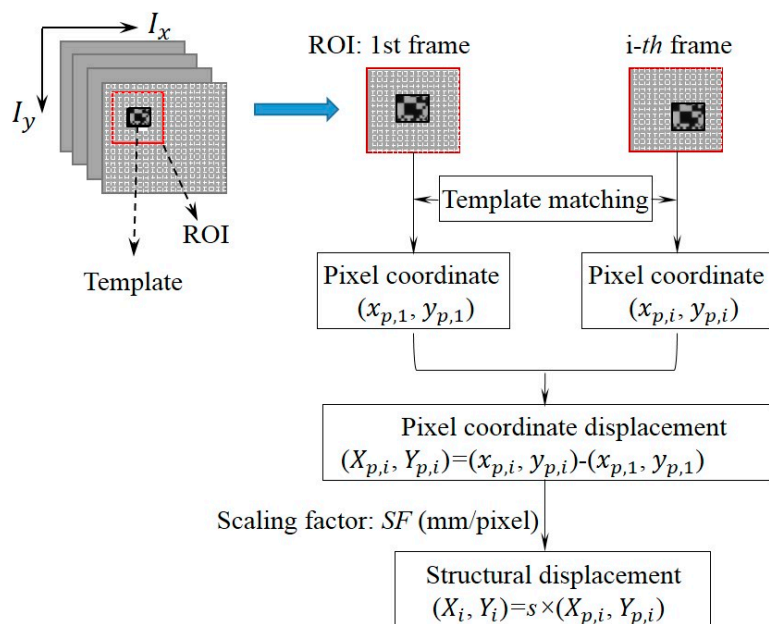 I_x
I_y
Template
ROI
ROI: 1st frame
i-th frame
Template matching
Pixel coordinate
(x_{p,1}, y_{p,1})
Pixel coordinate
(x_{p,i}, y_{p,i})
Pixel coordinate displacement
(X_{p,i}, Y_{p,i})=(x_{p,i}, y_{p,i})-(x_{p,1}, y_{p,1})
Scaling factor: SF (mm/pixel)
Structural displacement
(X_i, Y_i)=s×(X_{p,i}, Y_{p,i})